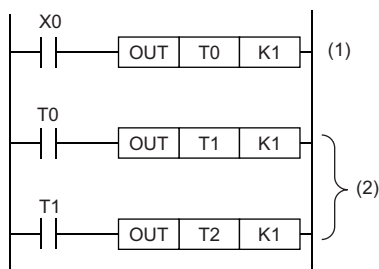 X0
OUT T0 K1 (1)
T0
OUT T1 K1
(2)
T1
OUT T2 K1